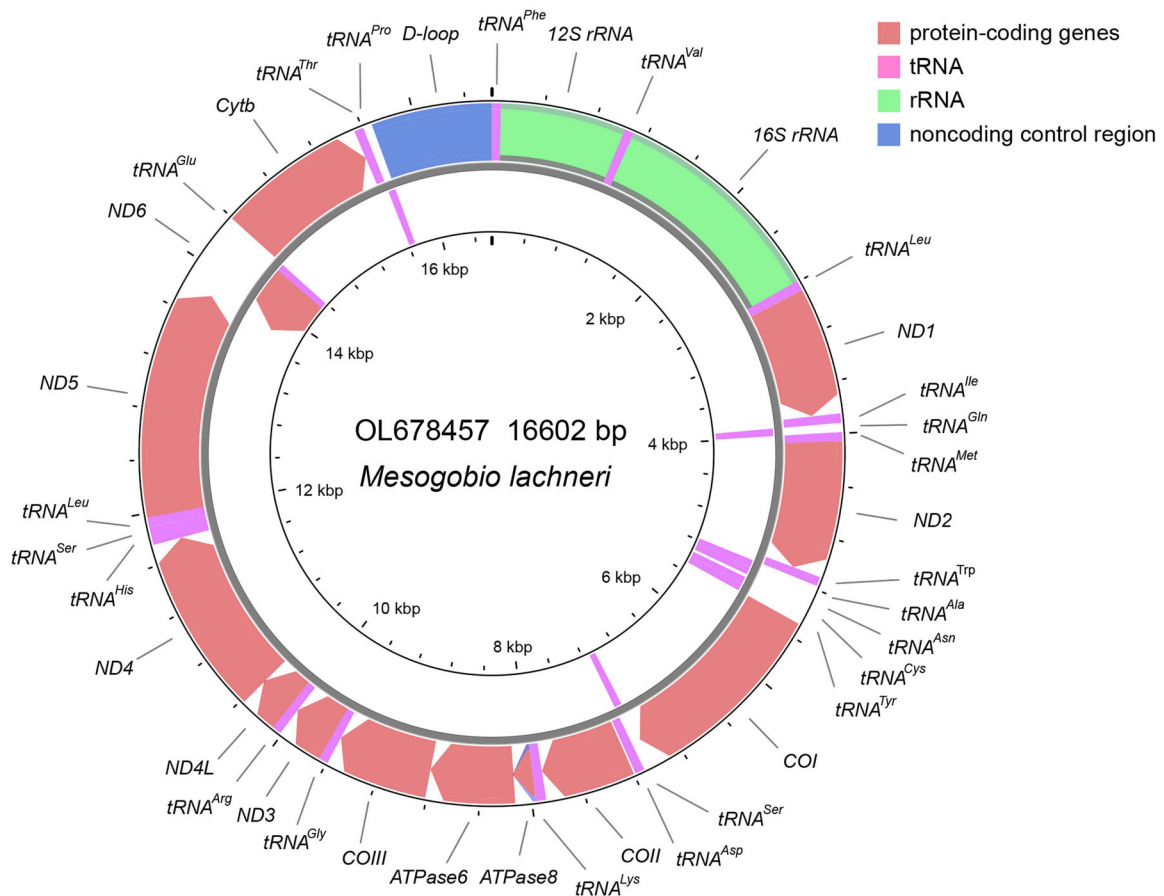 tRNA^Phe
12S rRNA
tRNA^Val
16S rRNA
tRNA^Leu
ND1
tRNA^Ile
tRNA^Gln
tRNA^Met
ND2
tRNA^Trp
tRNA^Ala
tRNA^Asn
tRNA^Cys
tRNA^Tyr
COI
tRNA^Ser
tRNA^Asp
COII
tRNA^Lys
ATPase8
ATPase6
COIII
tRNA^Gly
ND3
tRNA^Arg
ND4L
ND4
tRNA^His
tRNA^Ser
tRNA^Leu
ND5
ND6
tRNA^Glu
Cytb
tRNA^Thr
tRNA^Pro
D-loop
protein-coding genes
tRNA
rRNA
noncoding control region
2 kbp
4 kbp
6 kbp
8 kbp
10 kbp
12 kbp
14 kbp
16 kbp
OL678457 16602 bp
Mesogobio lachneri